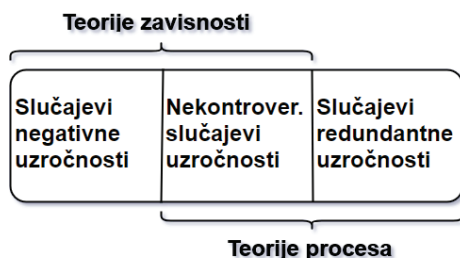 Teorije zavisnosti
Slučajevi
negativne
uzročnosti
Nekontrover.
slučajevi
uzročnosti
Slučajevi
redundantne
uzročnosti
Teorije procesa